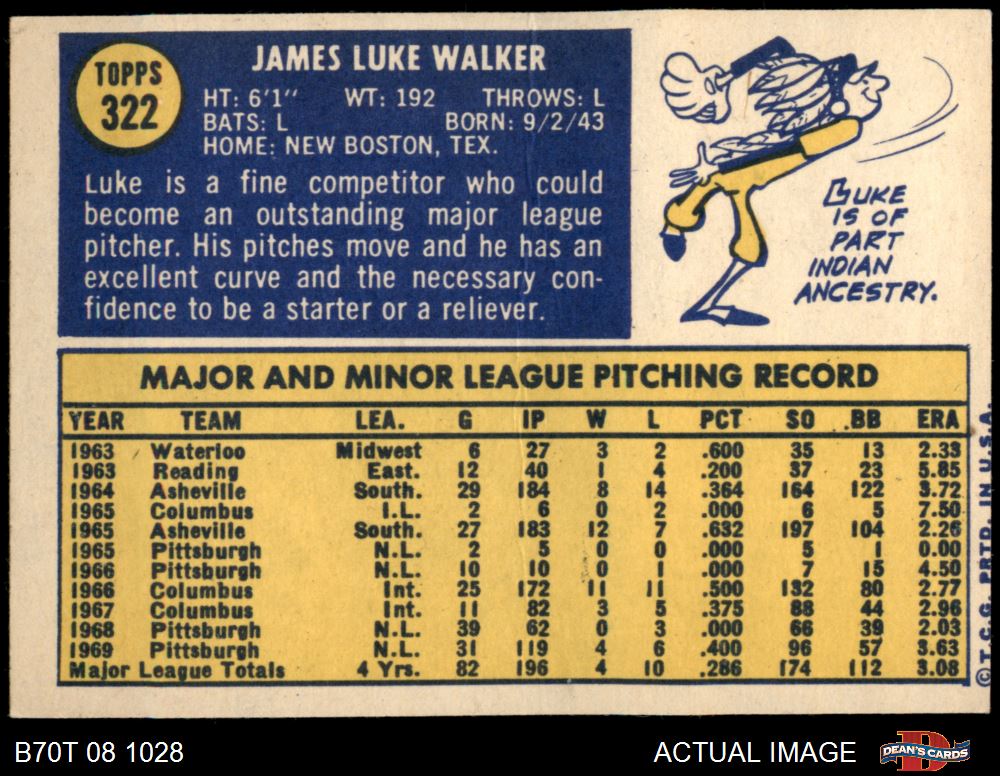 TOPPS
322
JAMES LUKE WALKER
HT: 6'1" WT: 192 THROWS: L
BATS: L BORN: 9/2/43
HOME: NEW BOSTON, TEX.
Luke is a fine competitor who could
become an outstanding major league
pitcher. His pitches move and he has an
excellent curve and the necessary con-
fidence to be a starter or a reliever.
LUKE
IS OF
PART
INDIAN
ANCESTRY.
MAJOR AND MINOR LEAGUE PITCHING RECORD
YEAR TEAM LEA. G IP W L PCT SO BB ERA
1963 Waterloo Midwest 6 27 3 2 .600 35 13 2.33
1963 Reading East. 12 40 1 4 .200 37 23 5.85
1964 Asheville South. 29 184 8 14 .364 164 122 3.72
1965 Columbus I.L. 2 6 0 2 .000 6 5 7.50
1965 Asheville South. 27 183 12 7 .632 197 104 2.26
1965 Pittsburgh N.L. 2 5 0 0 .000 5 1 0.00
1966 Pittsburgh N.L. 10 10 0 1 .000 7 15 4.50
1966 Columbus Int. 25 172 11 11 .500 132 80 2.77
1967 Columbus Int. 11 82 3 5 .375 88 44 2.96
1968 Pittsburgh N.L. 39 62 0 3 .000 66 39 2.03
1969 Pittsburgh N.L. 31 119 4 6 .400 96 57 3.63
Major League Totals 4 Yrs. 82 196 4 10 .286 174 112 3.08
© T.C.G. PRTD. IN U.S.A.
B70T 08 1028 ACTUAL IMAGE
DEAN'S CARDS